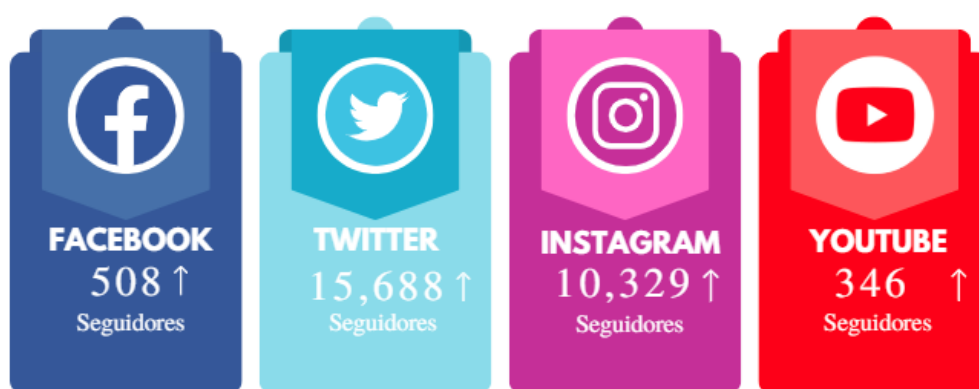 FACEBOOK
508 ↑
Seguidores
TWITTER
15,688 ↑
Seguidores
INSTAGRAM
10,329 ↑
Seguidores
YOUTUBE
346 ↑
Seguidores